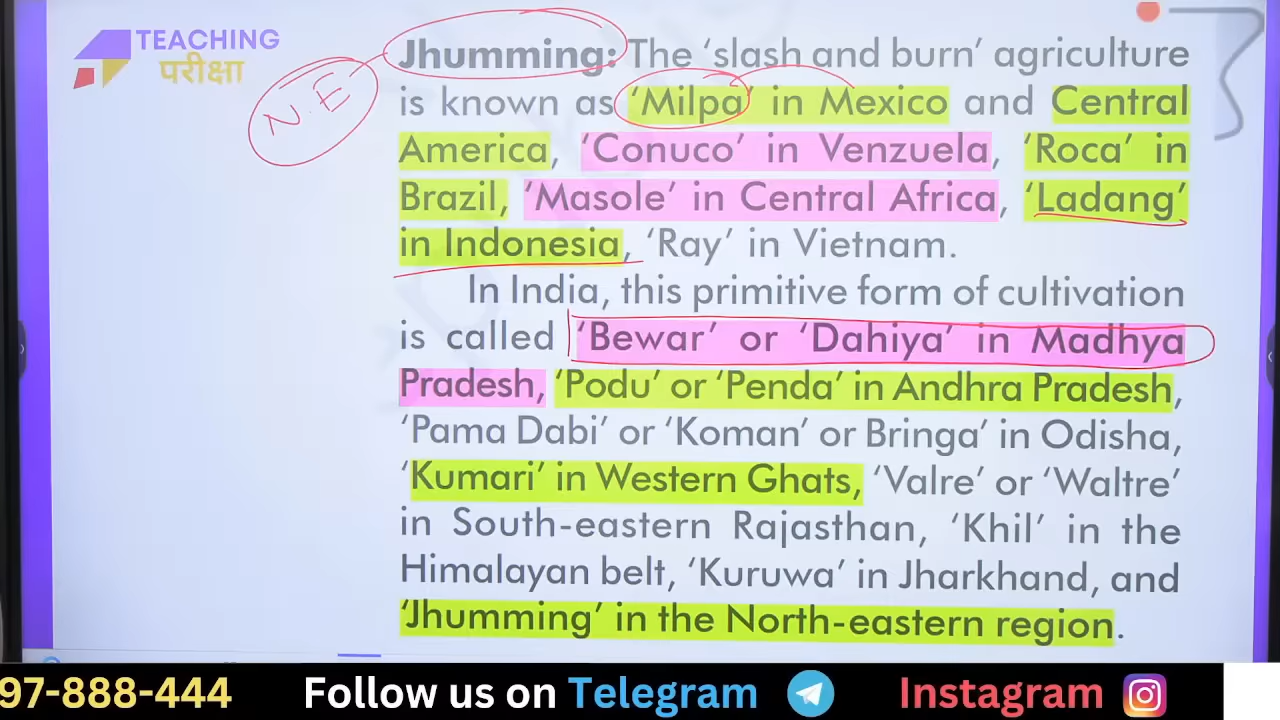 TEACHING
परीक्षा
N.E
Jhumming: The ‘slash and burn’ agriculture
is known as ‘Milpa’ in Mexico and Central
America, ‘Conuco’ in Venzuela, ‘Roca’ in
Brazil, ‘Masole’ in Central Africa, ‘Ladang’
in Indonesia, ‘Ray’ in Vietnam.
In India, this primitive form of cultivation
is called ‘Bewar’ or ‘Dahiya’ in Madhya
Pradesh, ‘Podu’ or ‘Penda’ in Andhra Pradesh,
‘Pama Dabi’ or ‘Koman’ or Bringa’ in Odisha,
‘Kumari’ in Western Ghats, ‘Valre’ or ‘Waltre’
in South-eastern Rajasthan, ‘Khil’ in the
Himalayan belt, ‘Kuruwa’ in Jharkhand, and
‘Jhumming’ in the North-eastern region.
97-888-444 Follow us on Telegram Instagram